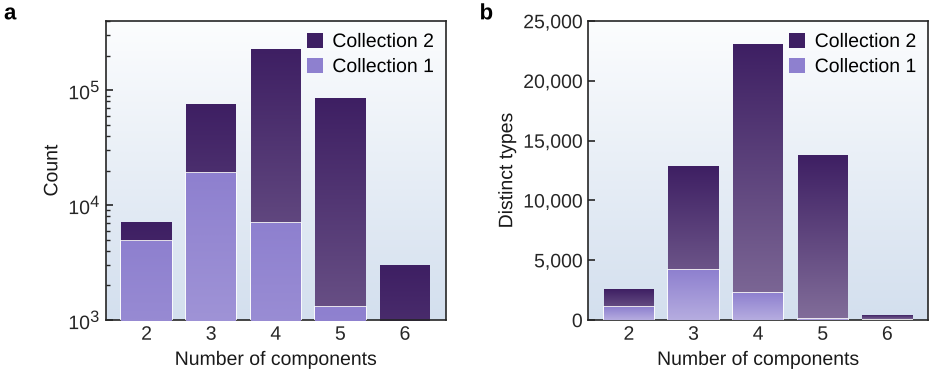 a
Collection 2
Collection 1
10^5
10^4
10^3
Count
2 3 4 5 6
Number of components
b
Collection 2
Collection 1
25,000
20,000
15,000
10,000
5,000
0
Distinct types
2 3 4 5 6
Number of components